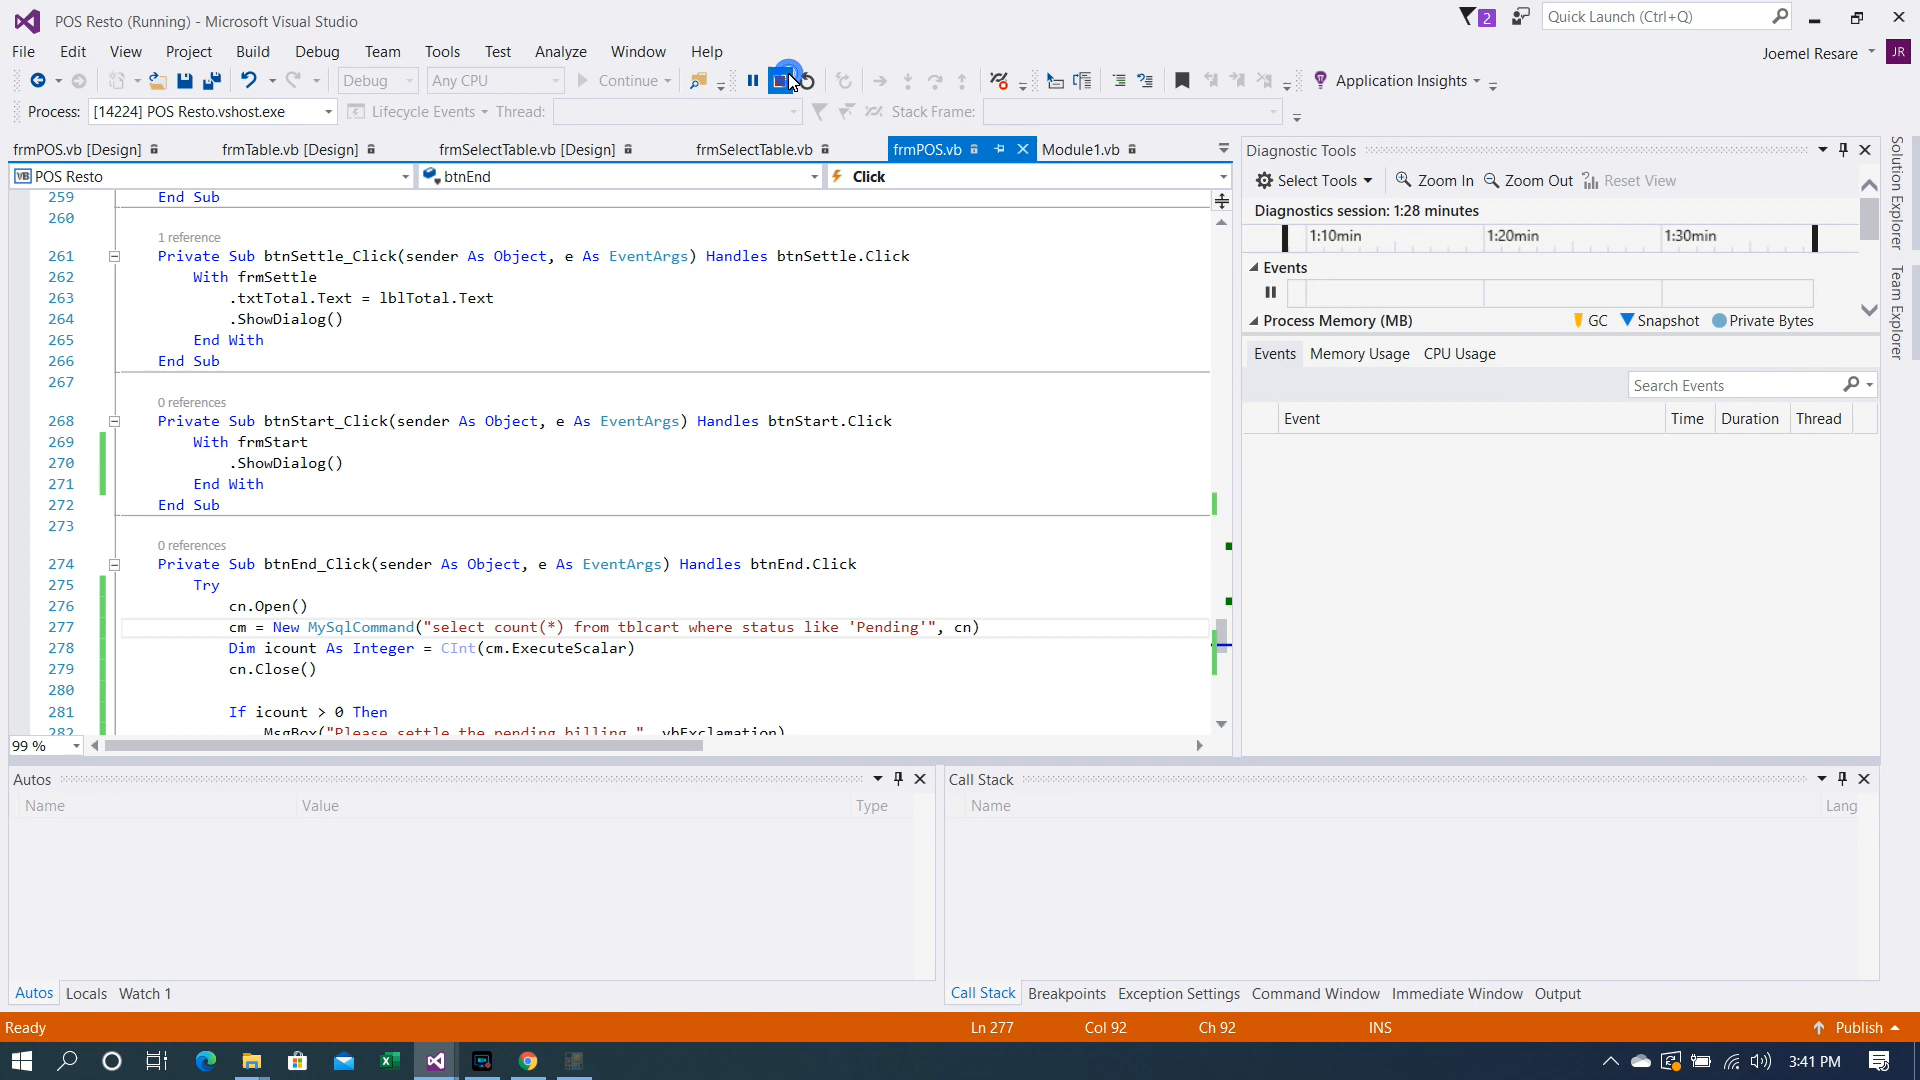 POS Resto (Running) - Microsoft Visual Studio
2
Quick Launch (Ctrl+Q)
File Edit View Project Build Debug Team Tools Test Analyze Window Help
Joemel Resare JR
Debug Any CPU Continue Application Insights
Process: [14224] POS Resto.vshost.exe Lifecycle Events Thread: Stack Frame:
frmPOS.vb [Design] frmTable.vb [Design] frmSelectTable.vb [Design] frmSelectTable.vb frmPOS.vb Module1.vb
VB POS Resto btnEnd Click
259 End Sub
260
1 reference
261 Private Sub btnSettle_Click(sender As Object, e As EventArgs) Handles btnSettle.Click
262 With frmSettle
263 .txtTotal.Text = lblTotal.Text
264 .ShowDialog()
265 End With
266 End Sub
267
0 references
268 Private Sub btnStart_Click(sender As Object, e As EventArgs) Handles btnStart.Click
269 With frmStart
270 .ShowDialog()
271 End With
272 End Sub
273
0 references
274 Private Sub btnEnd_Click(sender As Object, e As EventArgs) Handles btnEnd.Click
275 Try
276 cn.Open()
277 cm = New MySqlCommand("select count(*) from tblcart where status like 'Pending'", cn)
278 Dim icount As Integer = CInt(cm.ExecuteScalar)
279 cn.Close()
280
281 If icount > 0 Then
282 MsgBox("Please settle the pending billing.", vbExclamation)
99 %
Diagnostic Tools
Select Tools Zoom In Zoom Out Reset View
Diagnostics session: 1:28 minutes
1:10min 1:20min 1:30min
Events
Process Memory (MB) GC Snapshot Private Bytes
Events Memory Usage CPU Usage
Search Events
Event Time Duration Thread
Solution Explorer
Team Explorer
Autos
Name Value Type
Autos Locals Watch 1
Call Stack
Name Lang
Call Stack Breakpoints Exception Settings Command Window Immediate Window Output
Ready Ln 277 Col 92 Ch 92 INS Publish
3:41 PM